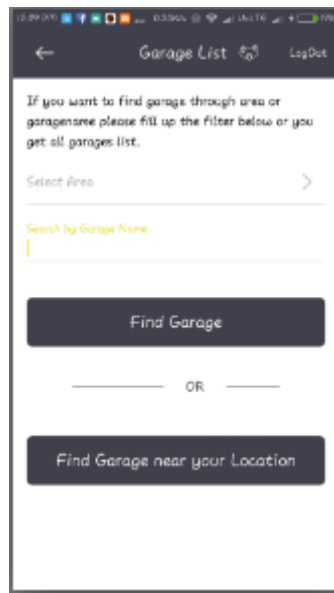 Garage List
LogOut
If you want to find garage through area or
garagename please fill up the filter below or you
get all garages list.
Select Area
Search by Garage Name
Find Garage
OR
Find Garage near your Location